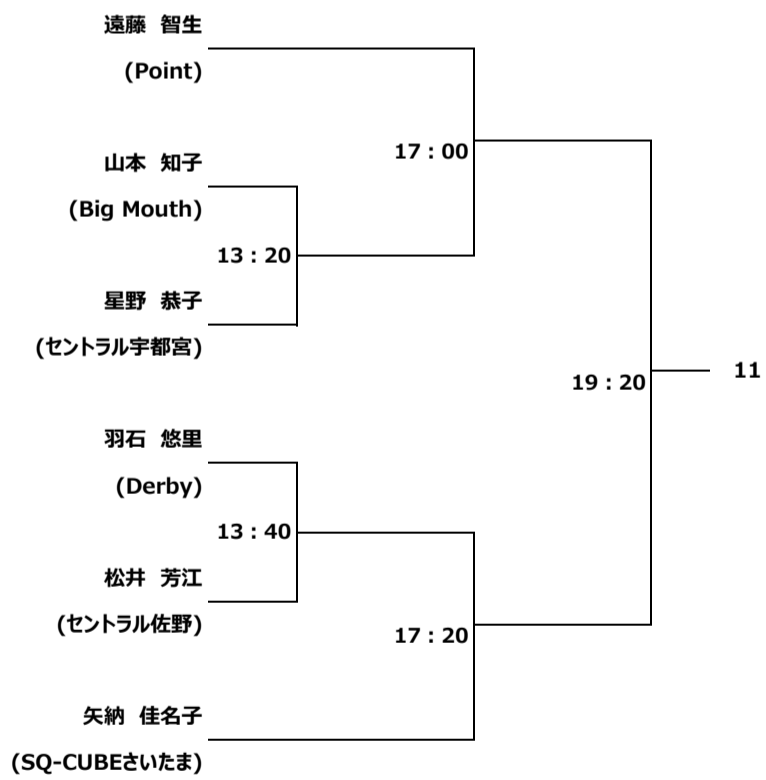 遠藤 智生
(Point)
17：00
山本 知子
(Big Mouth)
13：20
星野 恭子
(セントラル宇都宮)
19：20
11
羽石 悠里
(Derby)
13：40
松井 芳江
(セントラル佐野)
17：20
矢納 佳名子
(SQ-CUBEさいたま)